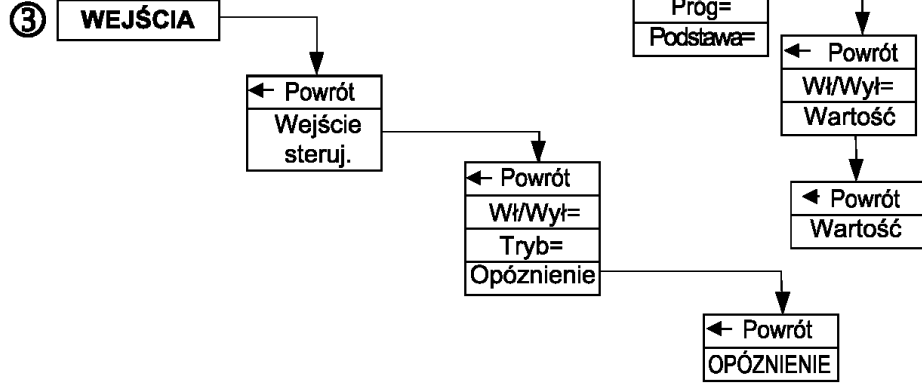 ③ WEJŚCIA
← Powrót
Wejście
steruj.
← Powrót
Wł/Wył=
Tryb=
Opóznienie
← Powrót
OPÓZNIENIE
Próg=
Podstawa=
← Powrót
Wł/Wył=
Wartość
← Powrót
Wartość